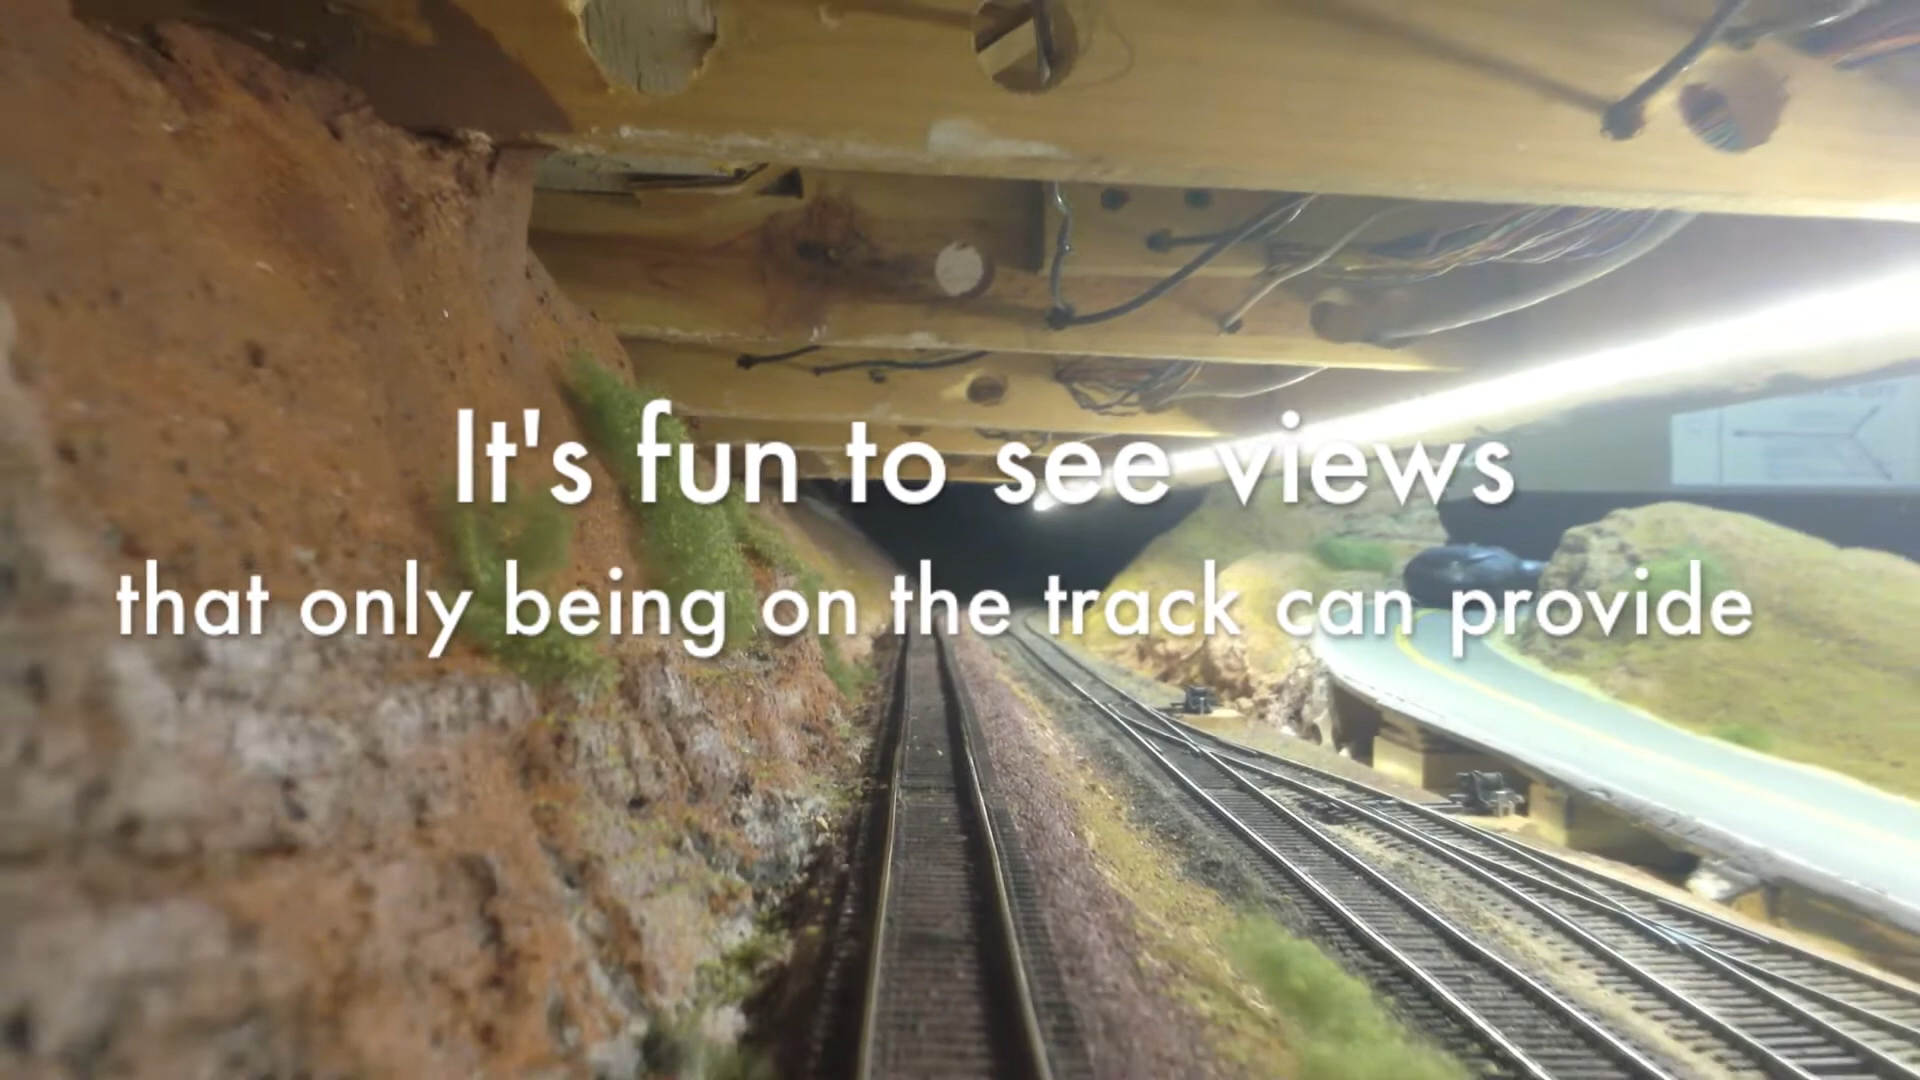 It's fun to see views
that only being on the track can provide